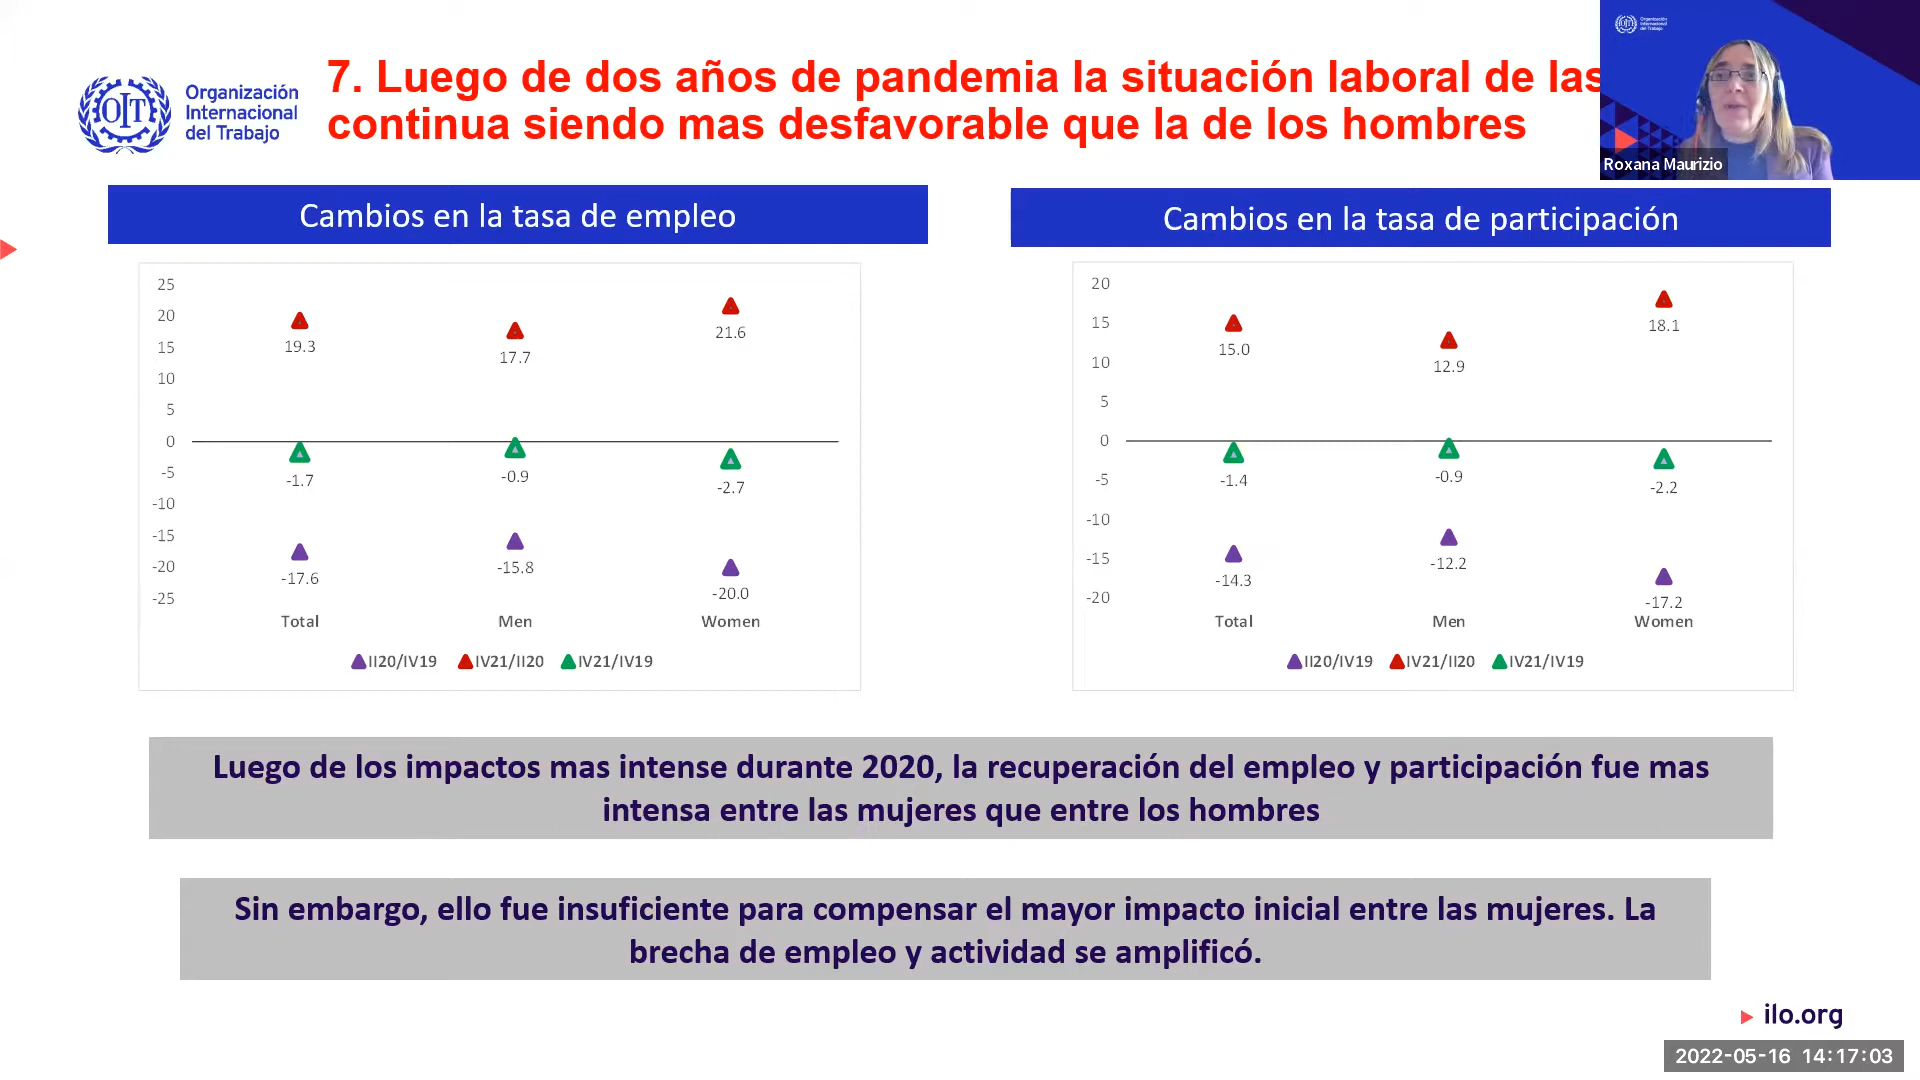 Organización
Internacional
del Trabajo
OIT
7. Luego de dos años de pandemia la situación laboral de las
continua siendo mas desfavorable que la de los hombres
Organización
Internacional
del Trabajo
Roxana Maurizio
Cambios en la tasa de empleo
25
20
15
10
5
0
-5
-10
-15
-20
-25
19.3
17.7
21.6
-1.7
-0.9
-2.7
-17.6
-15.8
-20.0
Total Men Women
II20/IV19 IV21/II20 IV21/IV19
Cambios en la tasa de participación
20
15
10
5
0
-5
-10
-15
-20
15.0
12.9
18.1
-1.4
-0.9
-2.2
-14.3
-12.2
-17.2
Total Men Women
II20/IV19 IV21/II20 IV21/IV19
Luego de los impactos mas intense durante 2020, la recuperación del empleo y participación fue mas
intensa entre las mujeres que entre los hombres
Sin embargo, ello fue insuficiente para compensar el mayor impacto inicial entre las mujeres. La
brecha de empleo y actividad se amplificó.
ilo.org
2022-05-16 14:17:03